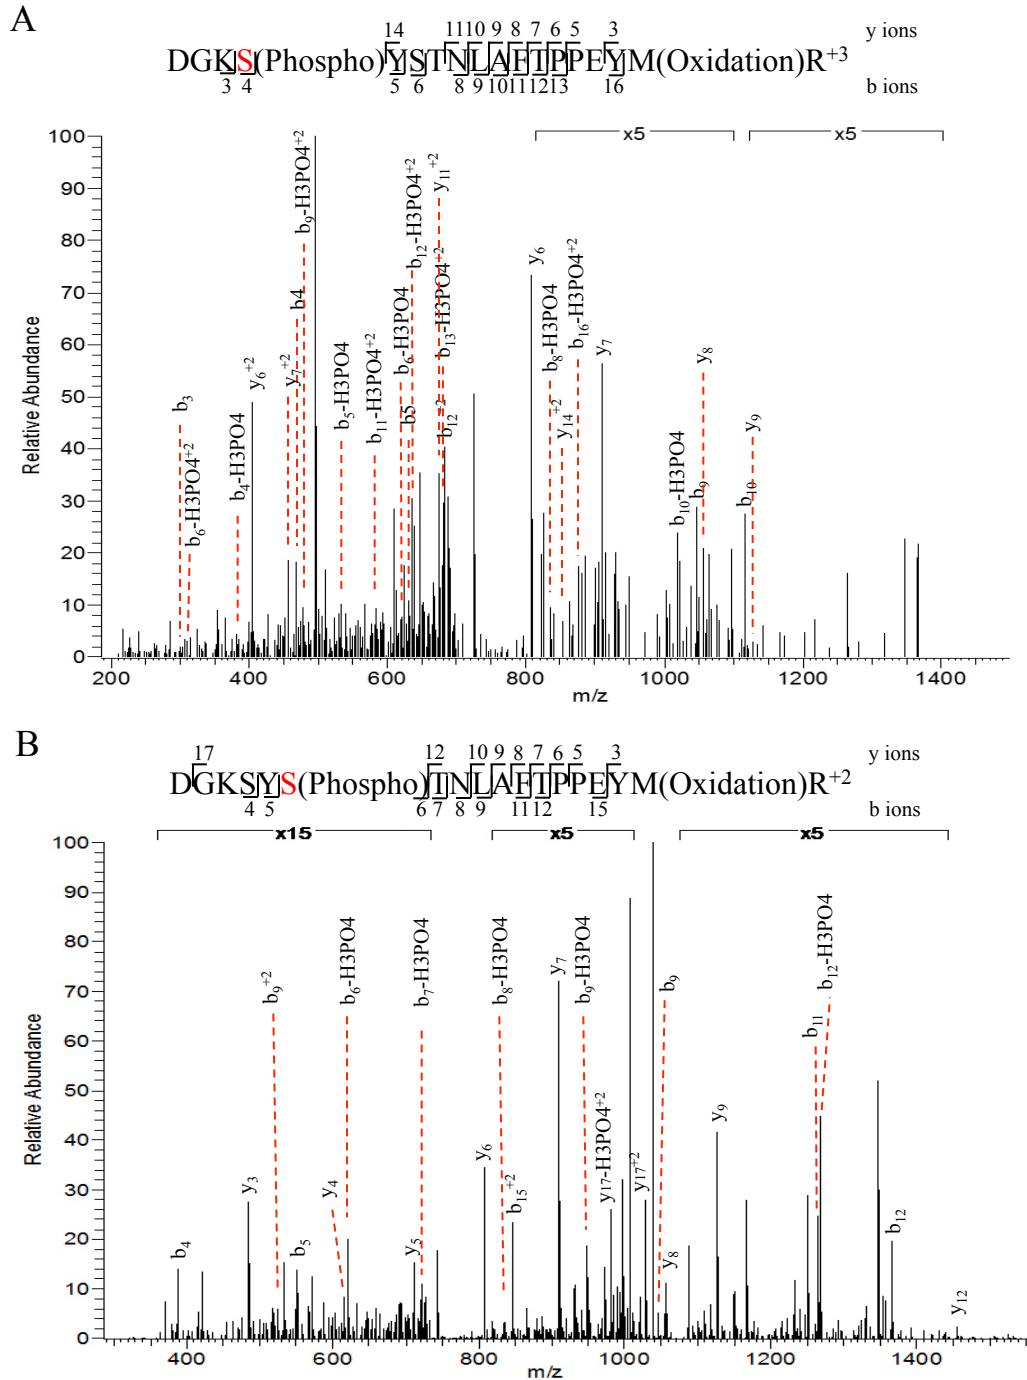 A
14 11 10 9 8 7 6 5 3 y ions
DGKS(Phospho)YSTNLAFTPPEYM(Oxidation)R+3
3 4 5 6 8 9 10 11 12 13 16 b ions
x5 x5
b3
b6-H3PO4+2
b4-H3PO4
y6+2
y7+2
b4
b9-H3PO4+2
b5-H3PO4
b11-H3PO4+2
b6-H3PO4
b5
b12-H3PO4+2
y11+2
b13-H3PO4+2
b12+2
y6
b8-H3PO4
y14+2
b16-H3PO4+2
y7
b10-H3PO4
b9
y8
b10
y9
Relative Abundance
100
90
80
70
60
50
40
30
20
10
0
200 400 600 800 1000 1200 1400
m/z
B
17 12 10 9 8 7 6 5 3 y ions
DGKSYS(Phospho)TNLAFTPPEYM(Oxidation)R+2
4 5 6 7 8 9 11 12 15 b ions
x15 x5 x5
b4
y3
b9+2
b5
y4
b6-H3PO4
y5
b7-H3PO4
y6
b8-H3PO4
b15+2
y7
b9-H3PO4
y17-H3PO4+2
y17+2
b9
y8
y9
b11
b12-H3PO4
b12
y12
Relative Abundance
100
90
80
70
60
50
40
30
20
10
0
400 600 800 1000 1200 1400
m/z